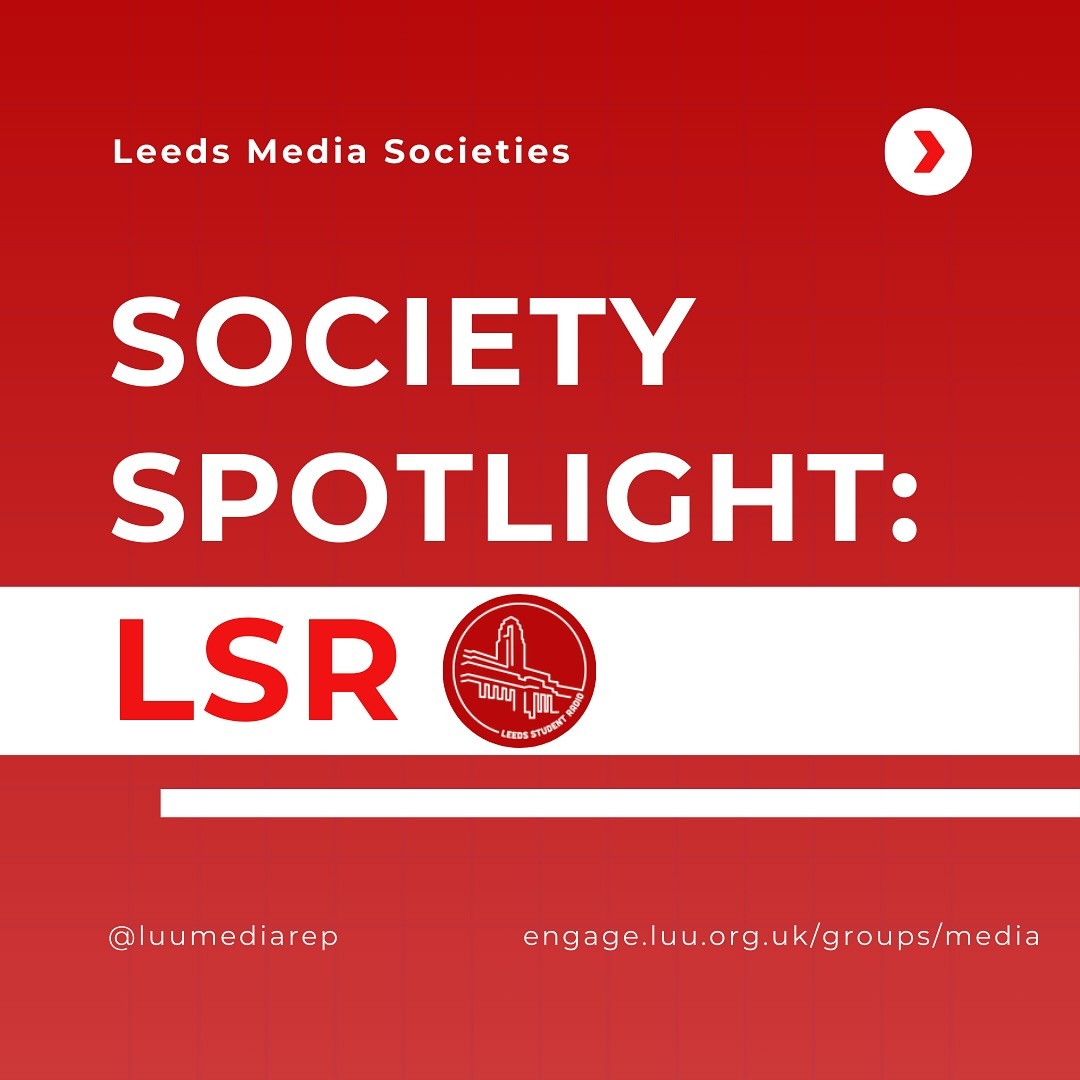 Leeds Media Societies
SOCIETY
SPOTLIGHT:
LSR
LEEDS STUDENT RADIO
@luumediarep
engage.luu.org.uk/groups/media